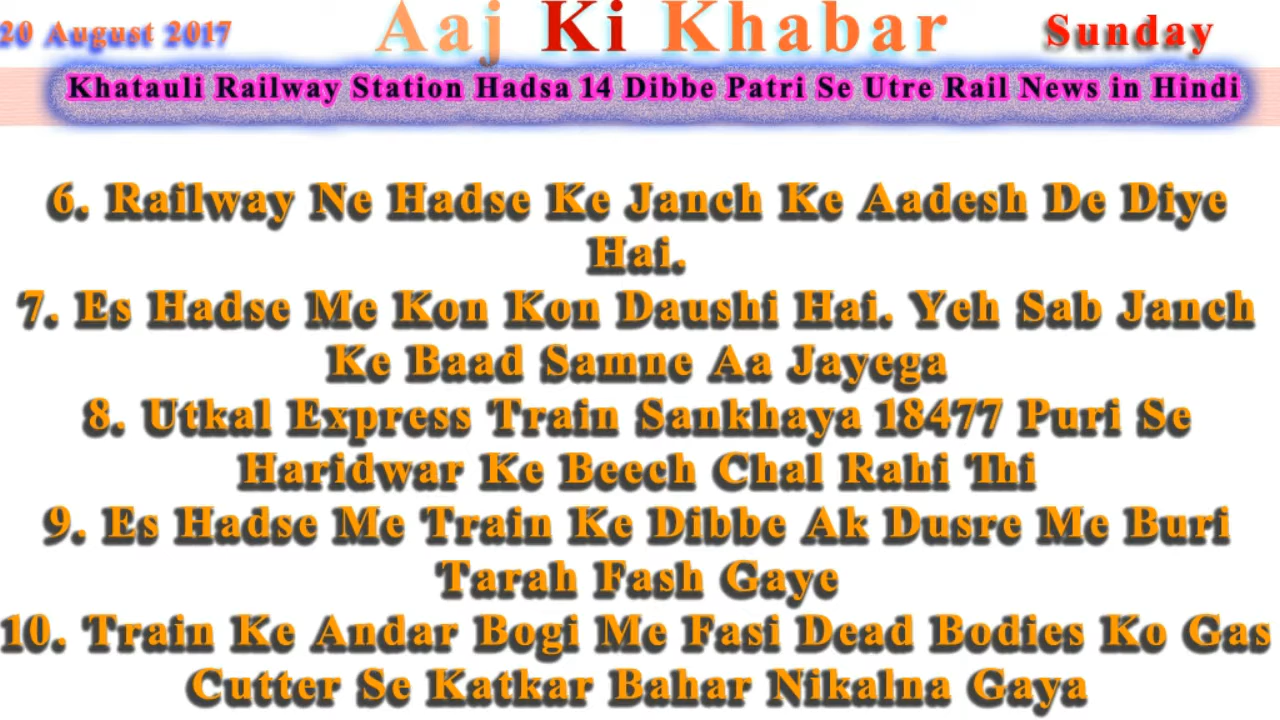 20 August 2017 Aaj Ki Khabar Sunday
Khatauli Railway Station Hadsa 14 Dibbe Patri Se Utre Rail News in Hindi
6. Railway Ne Hadse Ke Janch Ke Aadesh De Diye
Hai.
7. Es Hadse Me Kon Kon Daushi Hai. Yeh Sab Janch
Ke Baad Samne Aa Jayega
8. Utkal Express Train Sankhaya 18477 Puri Se
Haridwar Ke Beech Chal Rahi Thi
9. Es Hadse Me Train Ke Dibbe Ak Dusre Me Buri
Tarah Fash Gaye
10. Train Ke Andar Bogi Me Fasi Dead Bodies Ko Gas
Cutter Se Katkar Bahar Nikalna Gaya